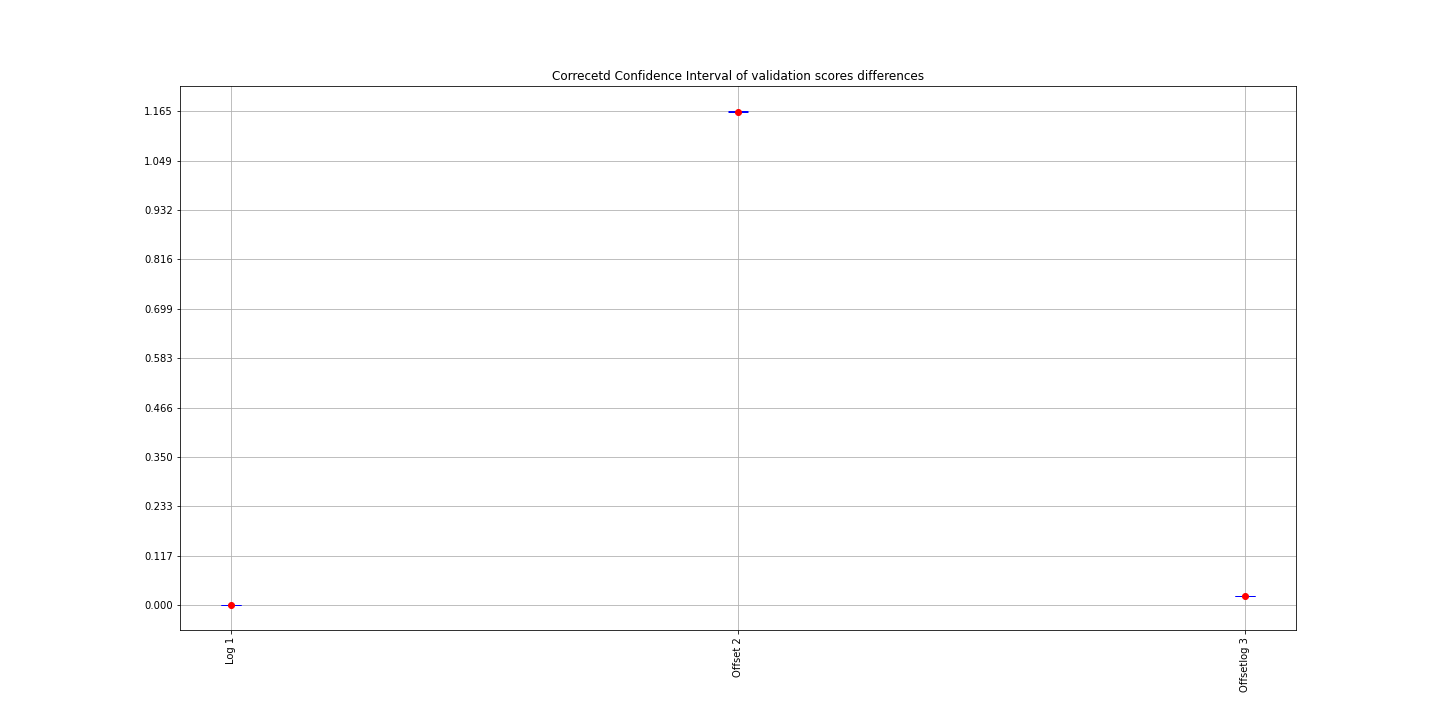 Correcetd Confidence Interval of validation scores differences
1.165
1.049
0.932
0.816
0.699
0.583
0.466
0.350
0.233
0.117
0.000
Log 1
Offset 2
Offsetlog 3